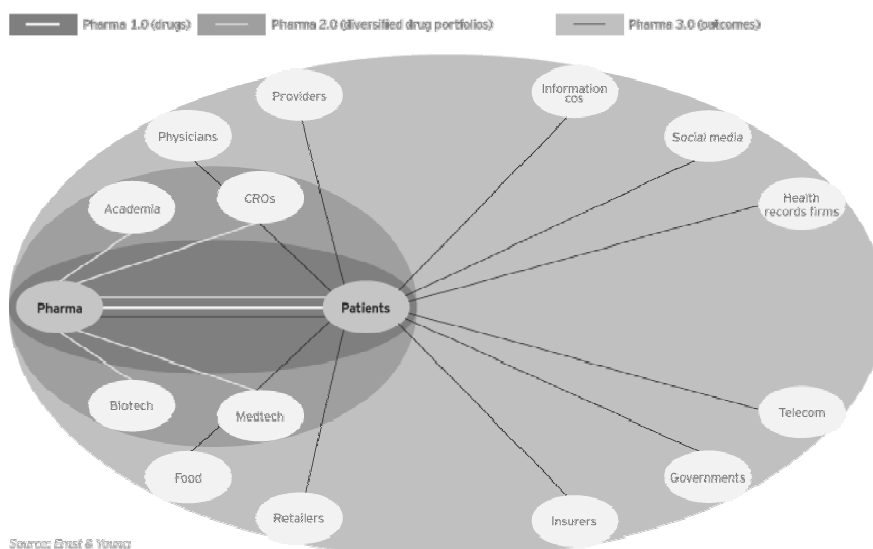 Pharma 1.0 (drugs)
Pharma 2.0 (diversified drug portfolios)
Pharma 3.0 (outcomes)
Providers
Information
cos
Physicians
Social media
Academia
CROs
Health
records firms
Pharma
Patients
Biotech
Medtech
Telecom
Food
Governments
Retailers
Insurers
Source: Ernst & Young